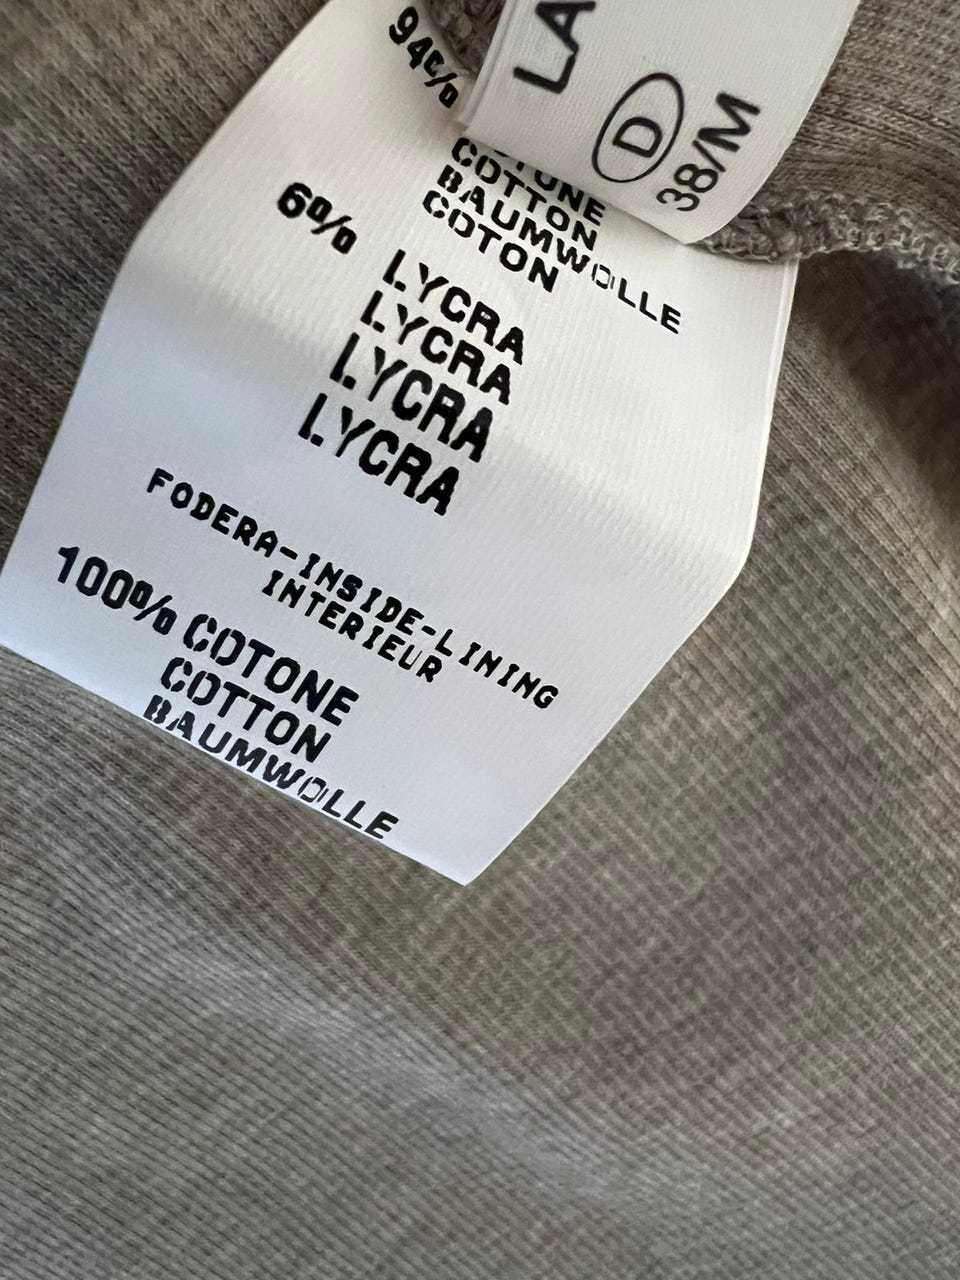 LA
D
38/M
94%
COTTON
BAUMWOLLE
COTON
6% LYCRA
LYCRA
LYCRA
LYCRA
FODERA-INSIDE-LINING
INTERIEUR
100% COTONE
COTTON
BAUMWOLLE